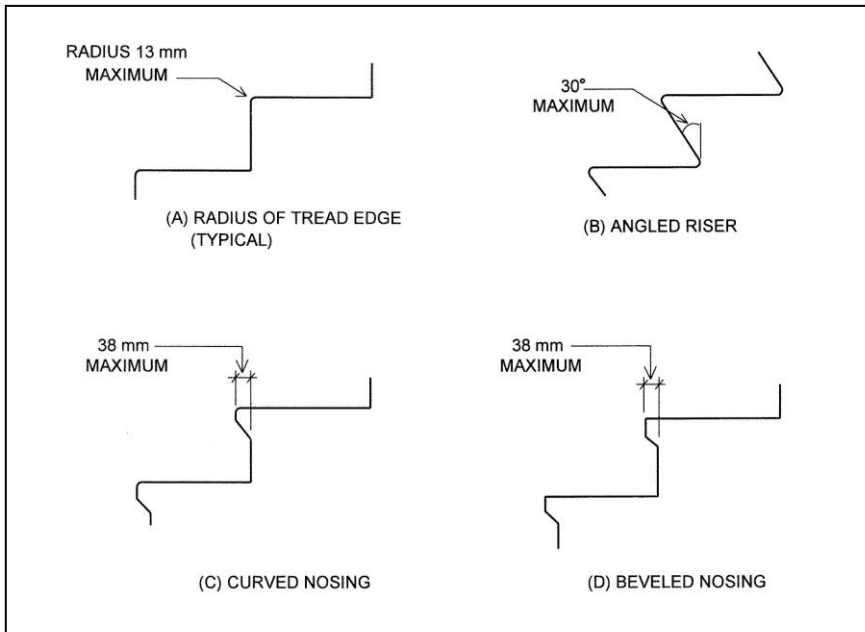 RADIUS 13 mm
MAXIMUM
(A) RADIUS OF TREAD EDGE
(TYPICAL)
30°
MAXIMUM
(B) ANGLED RISER
38 mm
MAXIMUM
(C) CURVED NOSING
38 mm
MAXIMUM
(D) BEVELED NOSING